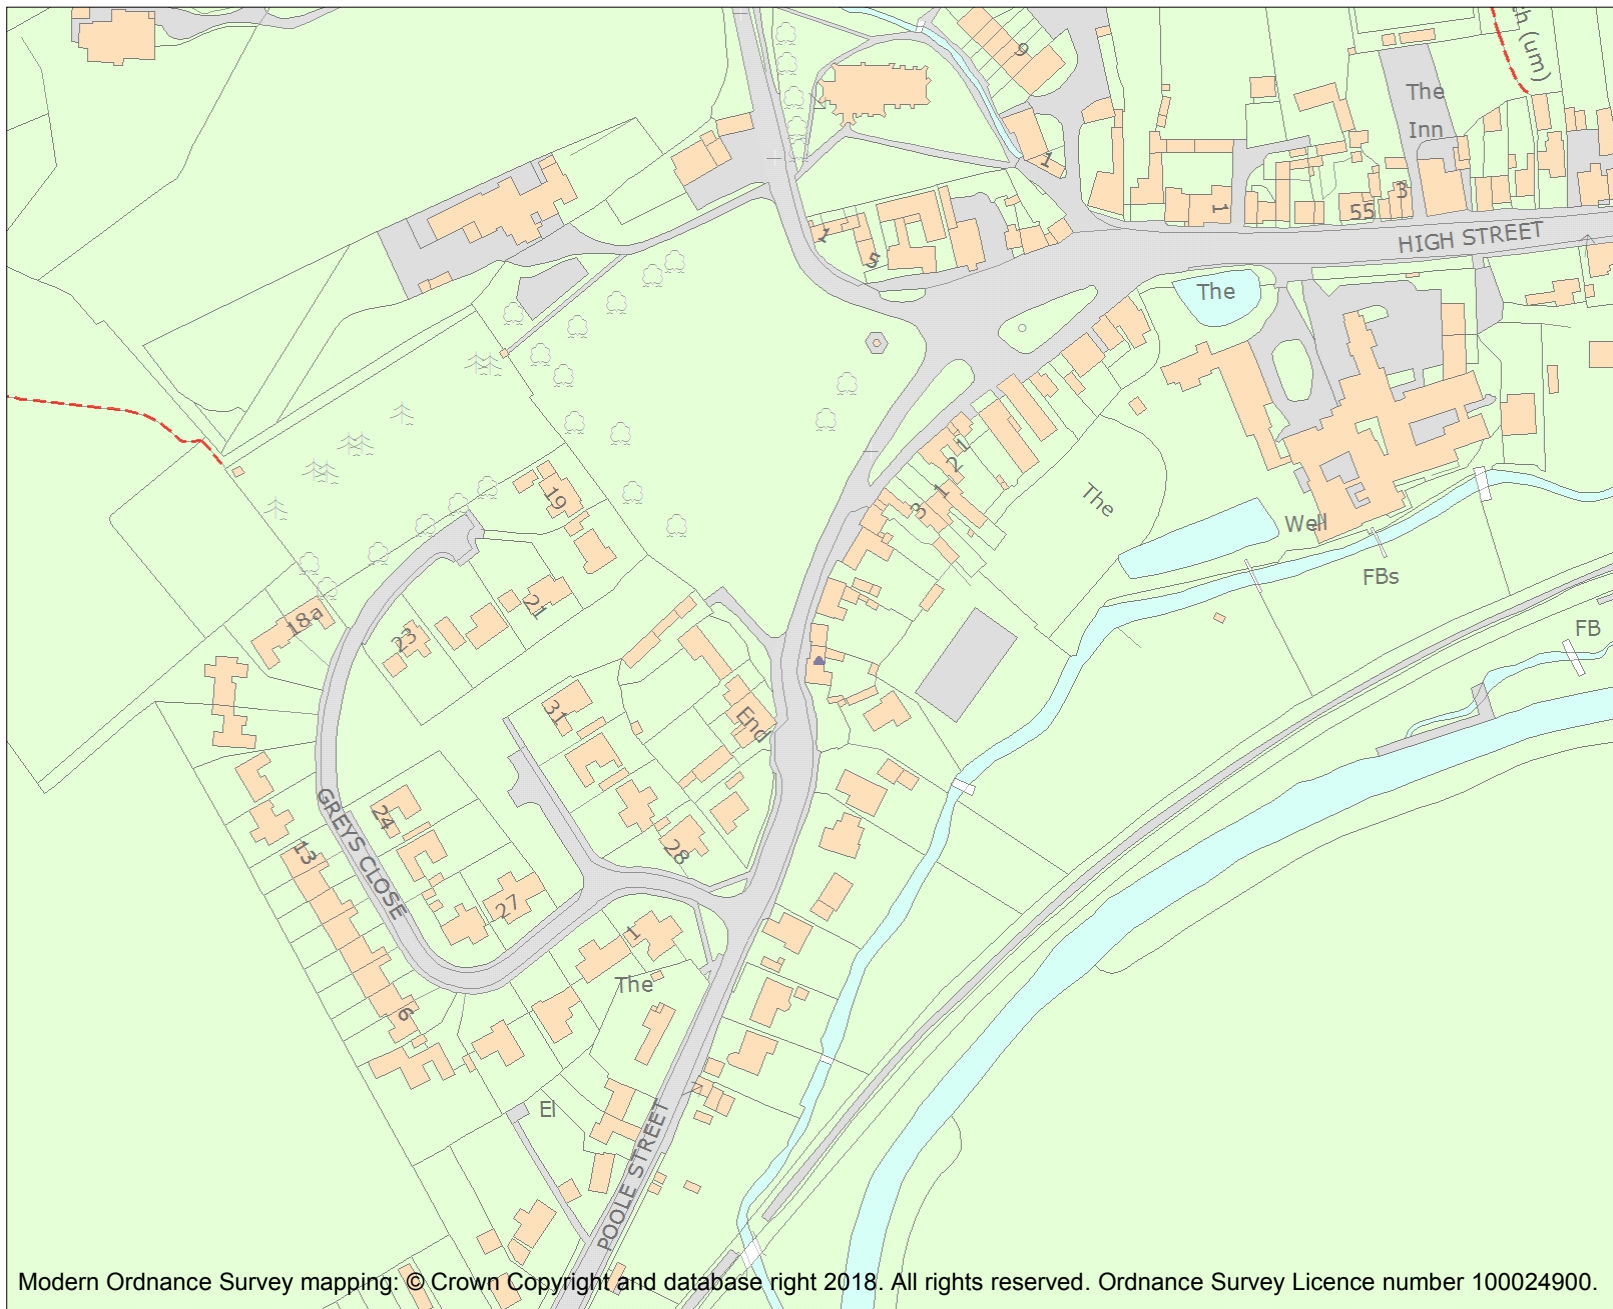 th (um)
9
The
Inn
1
1
3
55
HIGH STREET
1
5
The
1
2
1
3
The
Well
FBs
FB
19
21
18a
23
31
End
GREYS CLOSE
24
13
28
27
1
The
6
El
POOLE STREET
Modern Ordnance Survey mapping: © Crown Copyright and database right 2018. All rights reserved. Ordnance Survey Licence number 100024900.